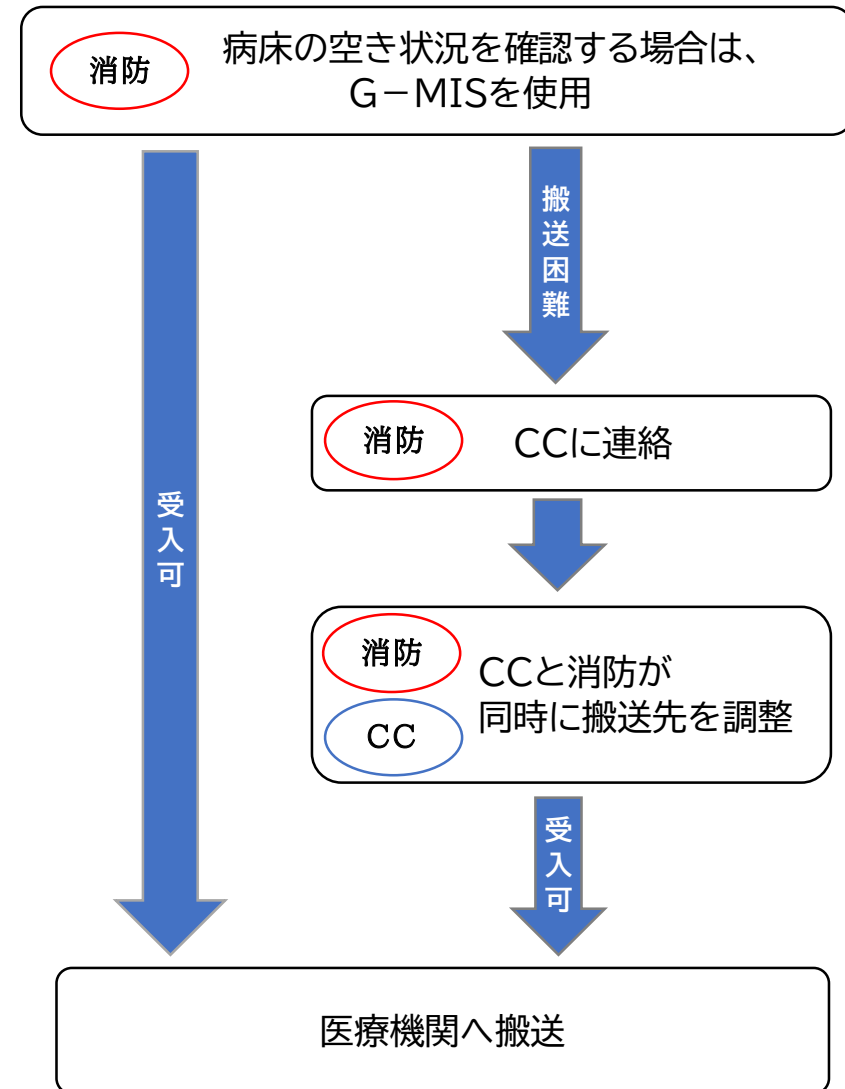 消防
病床の空き状況を確認する場合は、
G－MISを使用
搬送困難
消防
CCに連絡
受入可
消防
CC
CCと消防が
同時に搬送先を調整
受入可
医療機関へ搬送